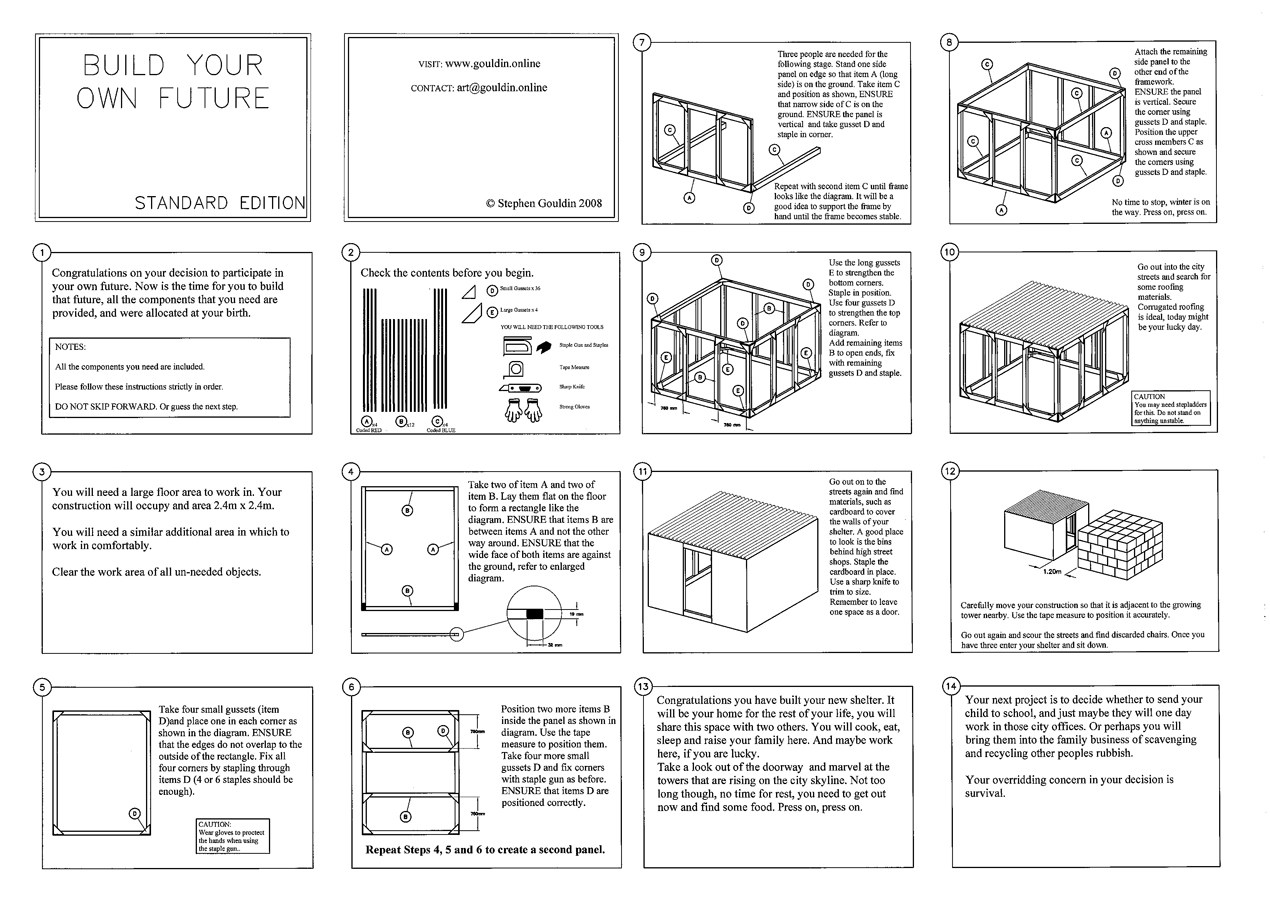 BUILD YOUR
OWN FUTURE
STANDARD EDITION
VISIT: www.gouldin.online
CONTACT: art@gouldin.online
© Stephen Gouldin 2008
1
Congratulations on your decision to participate in
your own future. Now is the time for you to build
that future, all the components that you need are
provided, and were allocated at your birth.
NOTES:
All the components you need are included.
Please follow these instructions strictly in order.
DO NOT SKIP FORWARD. Or guess the next step.
2
Check the contents before you begin.
D Small Gussets x 36
E Large Gussets x 4
YOU WILL NEED THE FOLLOWING TOOLS
Staple Gun and Staples
Tape Measure
Sharp Knife
Strong Gloves
A x4 B x12 C x4
Coded RED Coded BLUE
3
You will need a large floor area to work in. Your
construction will occupy and area 2.4m x 2.4m.
You will need a similar additional area in which to
work in comfortably.
Clear the work area of all un-needed objects.
4
Take two of item A and two of
item B. Lay them flat on the floor
to form a rectangle like the
diagram. ENSURE that items B are
between items A and not the other
way around. ENSURE that the
wide face of both items are against
the ground, refer to enlarged
diagram.
B
A A
B
19 mm
38 mm
5
Take four small gussets (item
D)and place one in each corner as
shown in the diagram. ENSURE
that the edges do not overlap to the
outside of the rectangle. Fix all
four corners by stapling through
items D (4 or 6 staples should be
enough).
D
CAUTION:
Wear gloves to proctect
the hands when using
the staple gun..
6
Position two more items B
inside the panel as shown in
diagram. Use the tape
measure to position them.
Take four more small
gussets D and fix corners
with staple gun as before.
ENSURE that items D are
positioned correctly.
B D
760mm
B
760mm
Repeat Steps 4, 5 and 6 to create a second panel.
7
Three people are needed for the
following stage. Stand one side
panel on edge so that item A (long
side) is on the ground. Take item C
and position as shown, ENSURE
that narrow side of C is on the
ground. ENSURE the panel is
vertical and take gusset D and
staple in corner.
C
C
A
D
Repeat with second item C until frame
looks like the diagram. It will be a
good idea to support the frame by
hand until the frame becomes stable.
8
Attach the remaining
side panel to the
other end of the
framework.
ENSURE the panel
is vertical. Secure
the corner using
gussets D and staple.
Position the upper
cross members C as
shown and secure
the corners using
gussets D and staple.
C
D
C
A
C
C
D
A
No time to stop, winter is on
the way. Press on, press on.
9
Use the long gussets
E to strengthen the
bottom corners.
Staple in position.
Use four gussets D
to strengthen the top
corners. Refer to
diagram.
Add remaining items
B to open ends, fix
with remaining
gussets D and staple.
D
D
D
B
D
E
E
E
B
E
760 mm
760 mm
10
Go out into the city
streets and search for
some roofing
materials.
Corrugated roofing
is ideal, today might
be your lucky day.
CAUTION
You may need stepladders
for this. Do not stand on
anything unstable.
11
Go out on to the
streets again and find
materials, such as
cardboard to cover
the walls of your
shelter. A good place
to look is the bins
behind high street
shops. Staple the
cardboard in place.
Use a sharp knife to
trim to size.
Remember to leave
one space as a door.
12
1.20m
Carefully move your construction so that it is adjacent to the growing
tower nearby. Use the tape measure to position it accurately.
Go out again and scour the streets and find discarded chairs. Once you
have three enter your shelter and sit down.
13
Congratulations you have built your new shelter. It
will be your home for the rest of your life, you will
share this space with two others. You will cook, eat,
sleep and raise your family here. And maybe work
here, if you are lucky.
Take a look out of the doorway and marvel at the
towers that are rising on the city skyline. Not too
long though, no time for rest, you need to get out
now and find some food. Press on, press on.
14
Your next project is to decide whether to send your
child to school, and just maybe they will one day
work in those city offices. Or perhaps you will
bring them into the family business of scavenging
and recycling other peoples rubbish.
Your overridding concern in your decision is
survival.